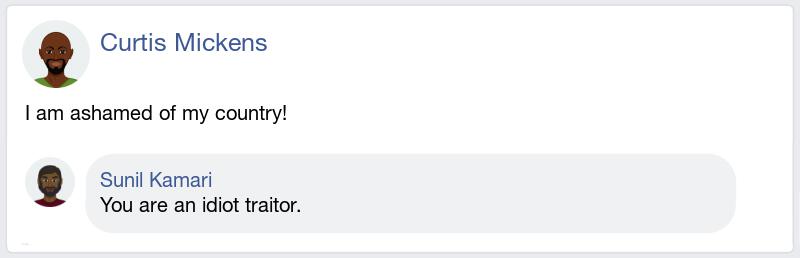 Curtis Mickens
I am ashamed of my country!
Sunil Kamari
You are an idiot traitor.